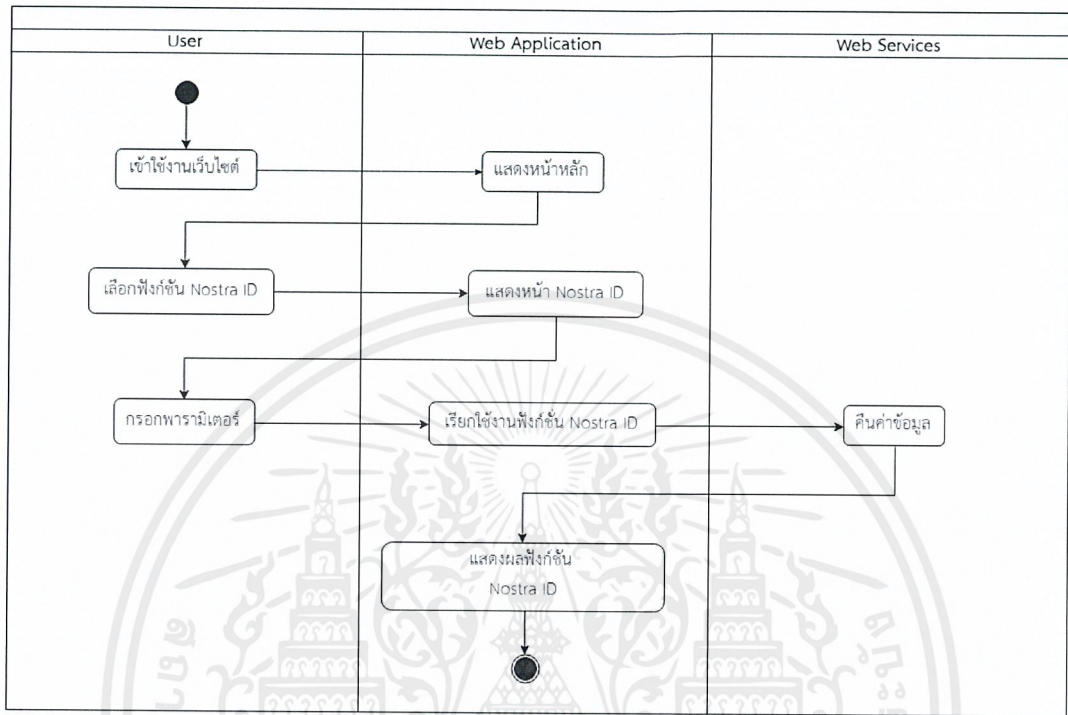 User Web Application Web Services
เข้าใช้งานเว็บไซต์ แสดงหน้าหลัก
เลือกฟังก์ชัน Nostra ID แสดงหน้า Nostra ID
กรอกพารามิเตอร์ เรียกใช้งานฟังก์ชั่น Nostra ID คืนค่าข้อมูล
แสดงผลฟังก์ชัน
Nostra ID